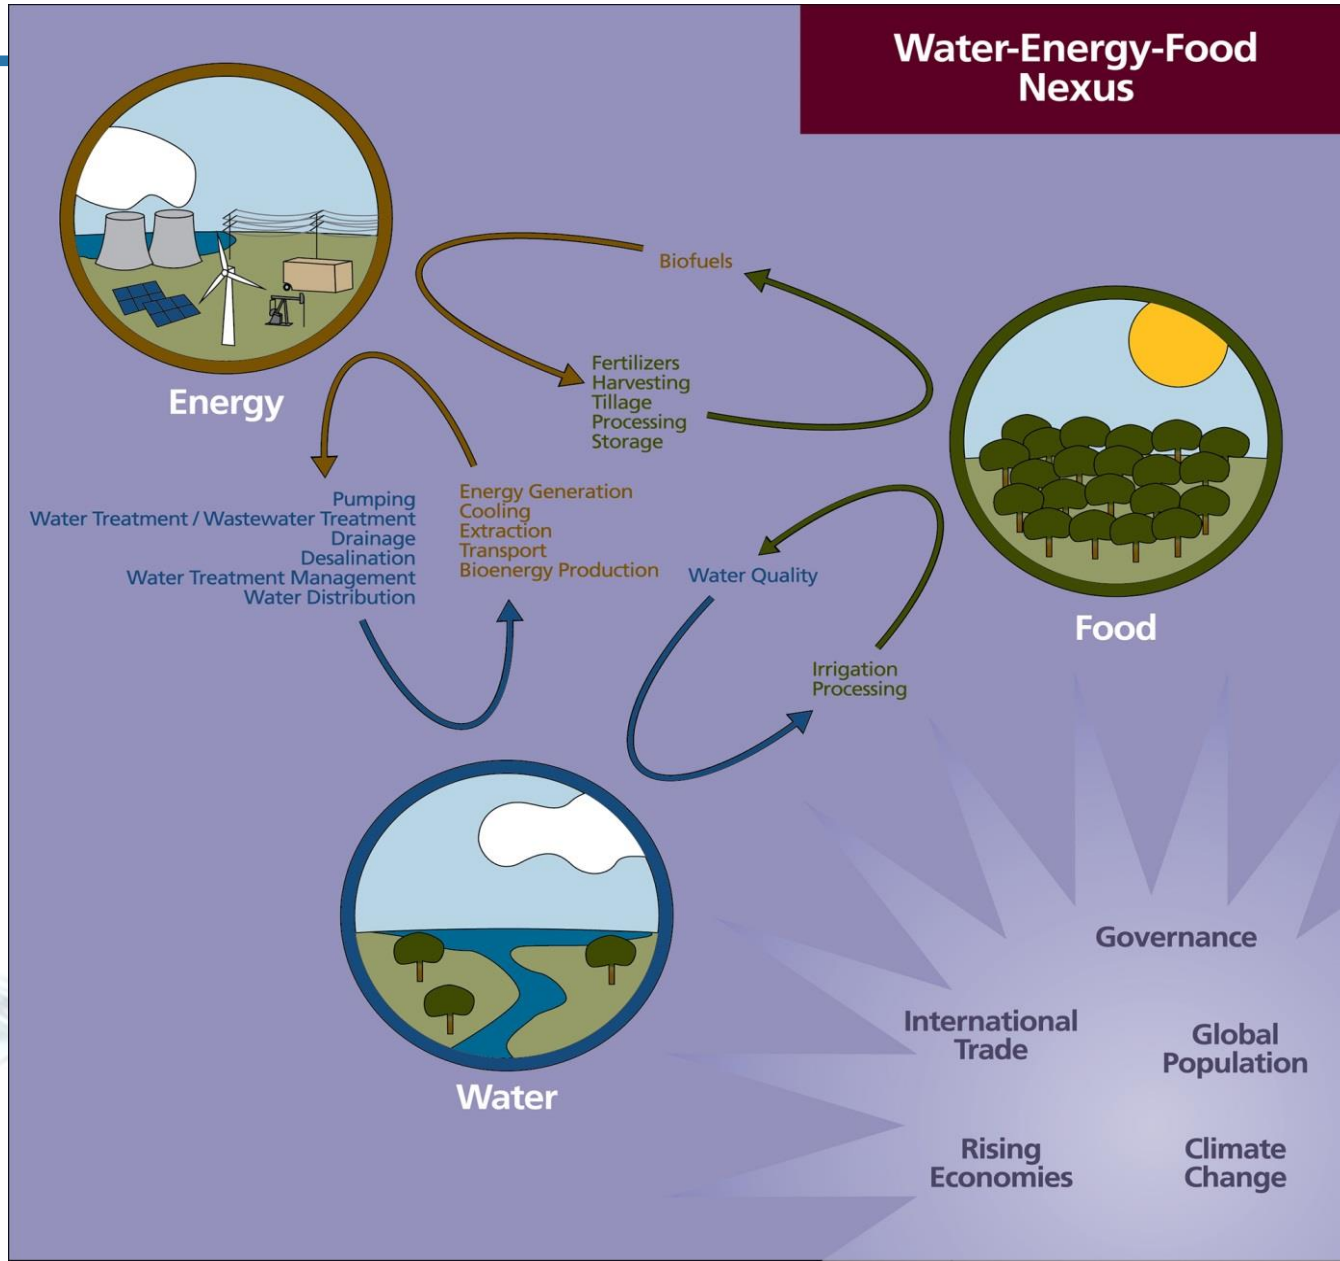 Water-Energy-Food
Nexus
Energy
Biofuels
Fertilizers
Harvesting
Tillage
Processing
Storage
Pumping
Water Treatment / Wastewater Treatment
Drainage
Desalination
Water Treatment Management
Water Distribution
Energy Generation
Cooling
Extraction
Transport
Bioenergy Production
Water Quality
Irrigation
Processing
Food
Water
Governance
International
Trade
Global
Population
Rising
Economies
Climate
Change